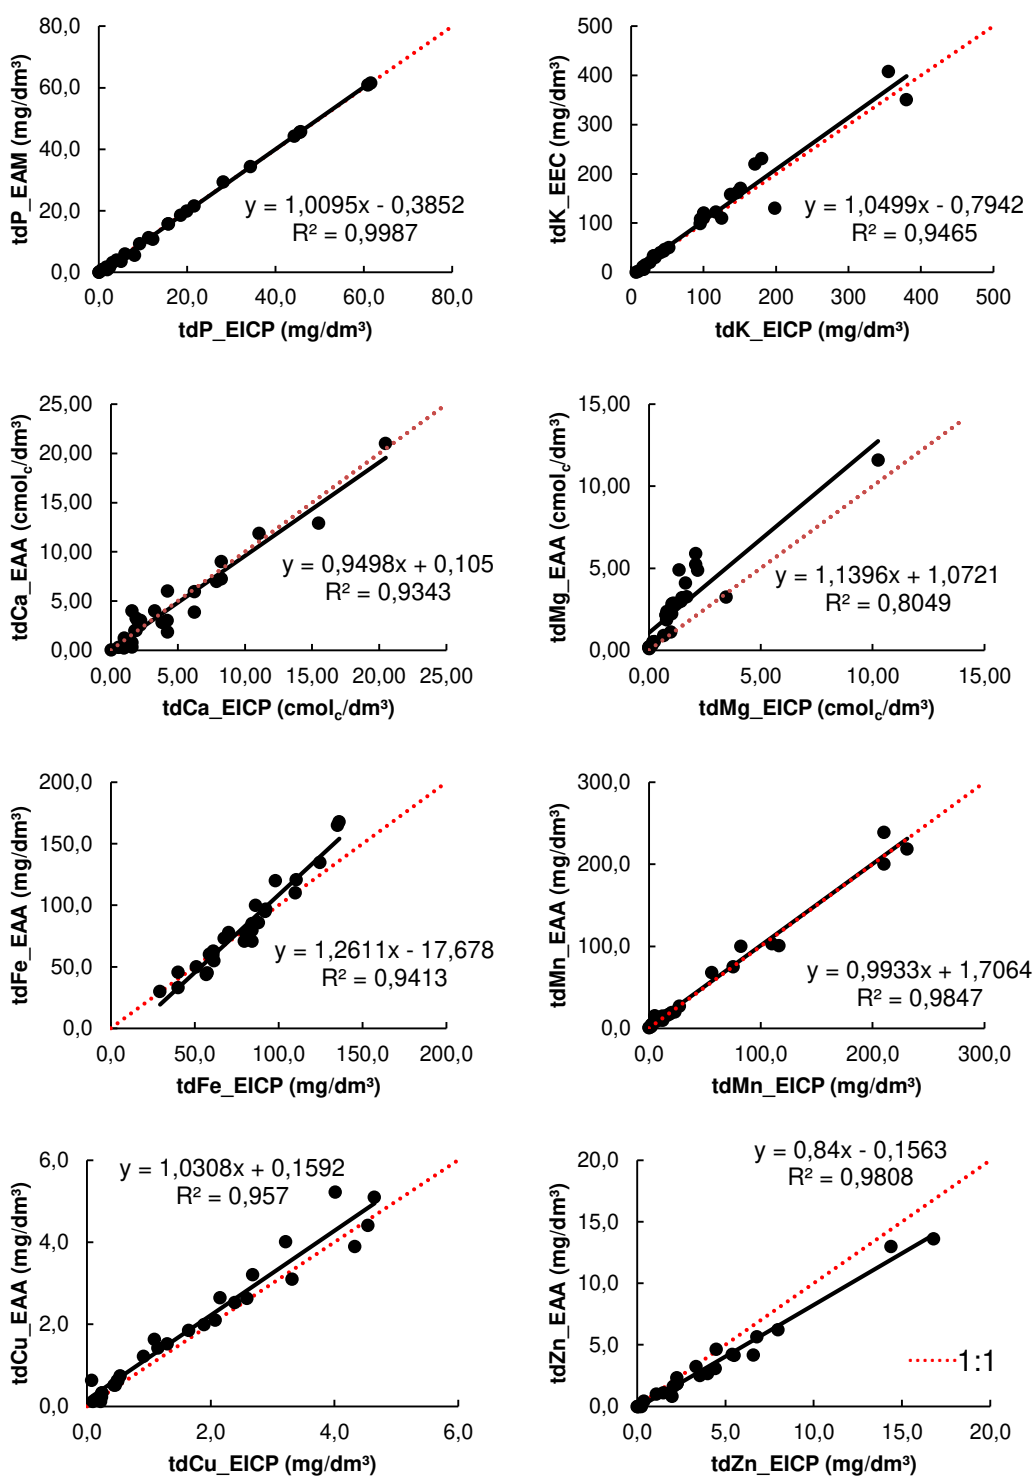 80,0
60,0
40,0
20,0
0,0
tdP_EAM (mg/dm³)
y = 1,0095x - 0,3852
R² = 0,9987
0,0 20,0 40,0 60,0 80,0
tdP_EICP (mg/dm³)
500
400
300
200
100
0
tdK_EEC (mg/dm³)
y = 1,0499x - 0,7942
R² = 0,9465
0 100 200 300 400 500
tdK_EICP (mg/dm³)
25,00
20,00
15,00
10,00
5,00
0,00
tdCa_EAA (cmolc/dm³)
y = 0,9498x + 0,105
R² = 0,9343
0,00 5,00 10,00 15,00 20,00 25,00
tdCa_EICP (cmolc/dm³)
15,00
10,00
5,00
0,00
tdMg_EAA (cmolc/dm³)
y = 1,1396x + 1,0721
R² = 0,8049
0,00 5,00 10,00 15,00
tdMg_EICP (cmolc/dm³)
200,0
150,0
100,0
50,0
0,0
tdFe_EAA (mg/dm³)
y = 1,2611x - 17,678
R² = 0,9413
0,0 50,0 100,0 150,0 200,0
tdFe_EICP (mg/dm³)
300,0
200,0
100,0
0,0
tdMn_EAA (mg/dm³)
y = 0,9933x + 1,7064
R² = 0,9847
0,0 100,0 200,0 300,0
tdMn_EICP (mg/dm³)
6,0
4,0
2,0
0,0
tdCu_EAA (mg/dm³)
y = 1,0308x + 0,1592
R² = 0,957
0,0 2,0 4,0 6,0
tdCu_EICP (mg/dm³)
20,0
15,0
10,0
5,0
0,0
tdZn_EAA (mg/dm³)
y = 0,84x - 0,1563
R² = 0,9808
1:1
0,0 5,0 10,0 15,0 20,0
tdZn_EICP (mg/dm³)